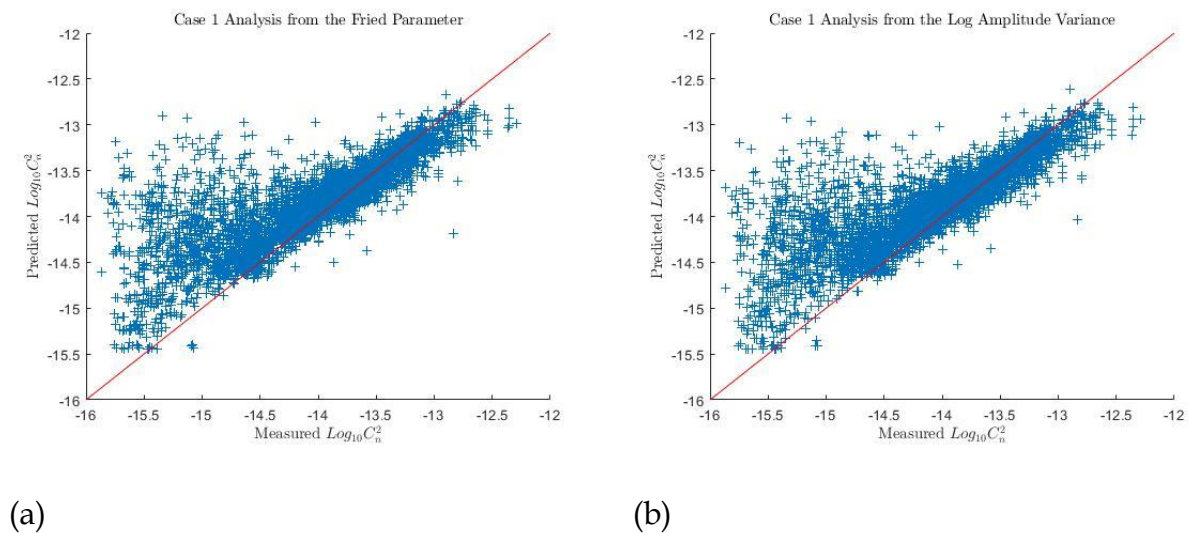 Case 1 Analysis from the Fried Parameter
-12
-12.5
-13
-13.5
-14
-14.5
-15
-15.5
-16
Predicted Log₁₀C²ₙ
-16 -15.5 -15 -14.5 -14 -13.5 -13 -12.5 -12
Measured Log₁₀C²ₙ
(a)
Case 1 Analysis from the Log Amplitude Variance
-12
-12.5
-13
-13.5
-14
-14.5
-15
-15.5
-16
Predicted Log₁₀C²ₙ
-16 -15.5 -15 -14.5 -14 -13.5 -13 -12.5 -12
Measured Log₁₀C²ₙ
(b)